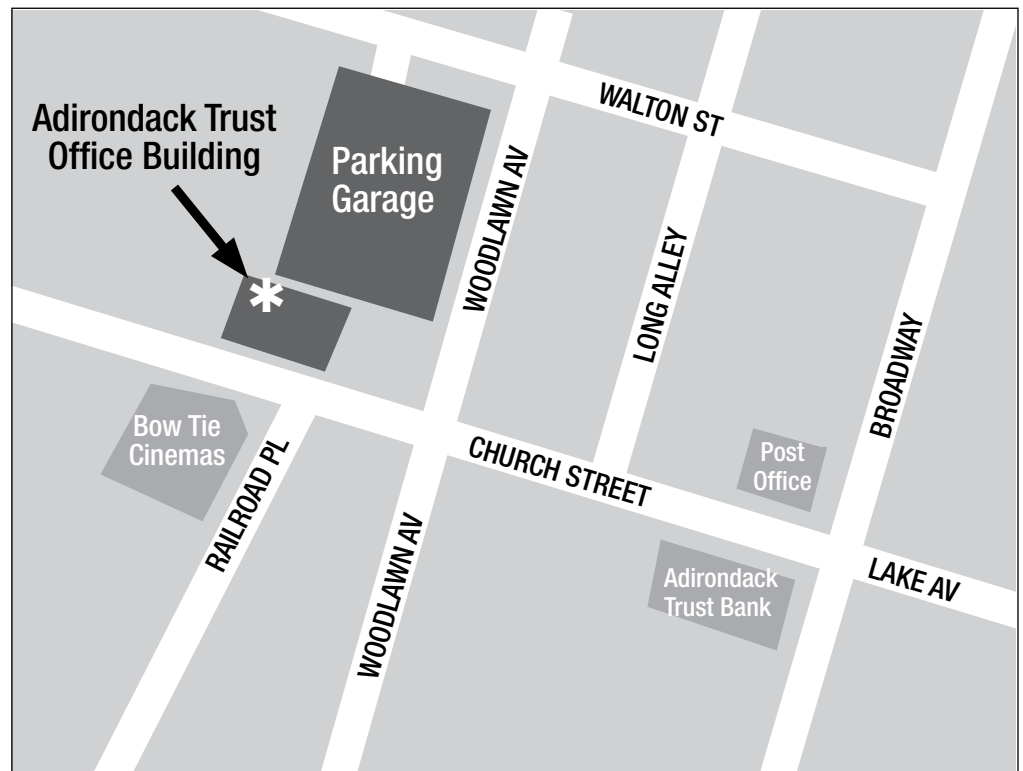 Adirondack Trust
Office Building
Parking
Garage
WALTON ST
WOODLAWN AV
LONG ALLEY
BROADWAY
Bow Tie
Cinemas
RAILROAD PL
CHURCH STREET
Post
Office
WOODLAWN AV
Adirondack
Trust Bank
LAKE AV